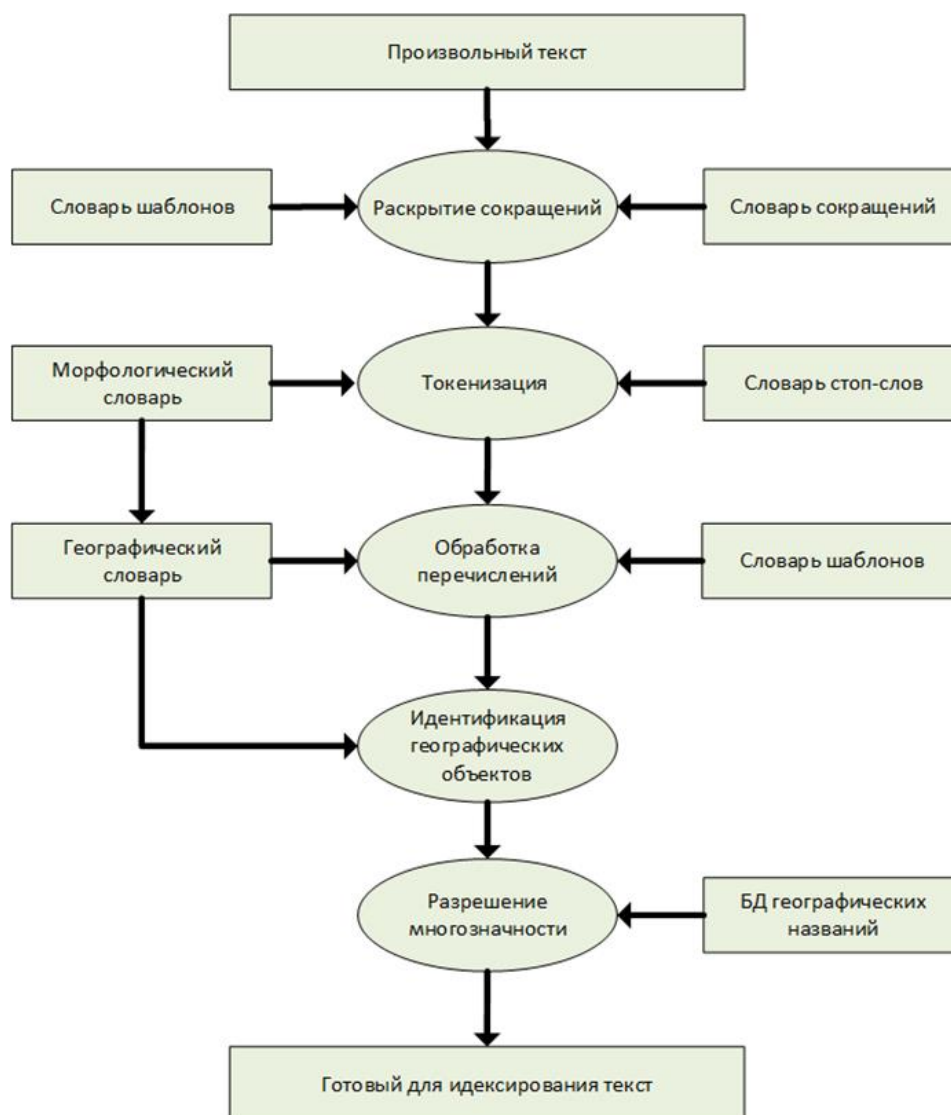 Произвольный текст
Словарь шаблонов
Раскрытие сокращений
Словарь сокращений
Морфологический
словарь
Токенизация
Словарь стоп-слов
Географический
словарь
Обработка
перечислений
Словарь шаблонов
Идентификация
географических
объектов
Разрешение
многозначности
БД географических
названий
Готовый для идексирования текст